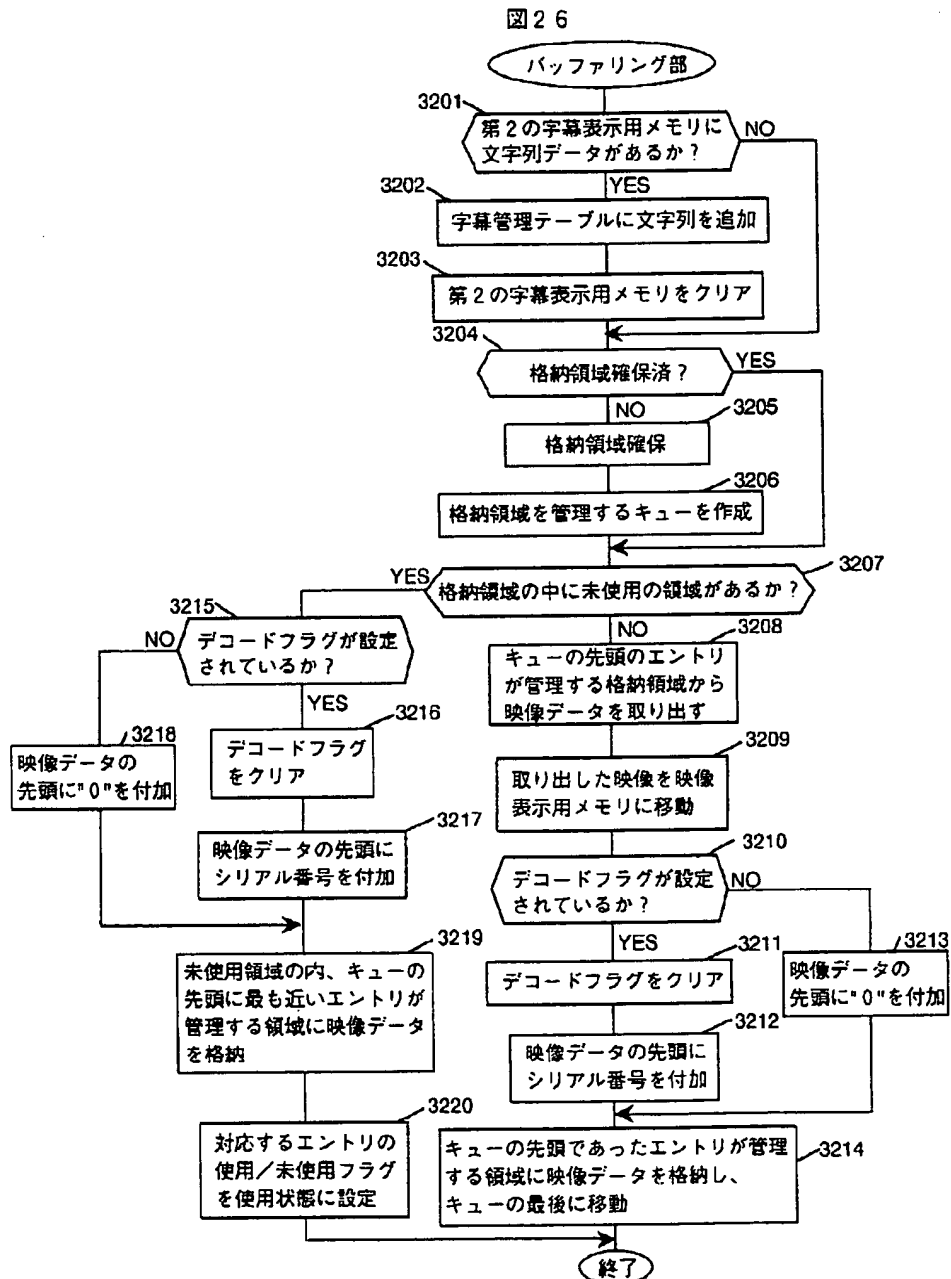 図26
バッファリング部
3201
第2の字幕表示用メモリに
文字列データがあるか?
NO
YES
3202
字幕管理テーブルに文字列を追加
3203
第2の字幕表示用メモリをクリア
3204
格納領域確保済?
YES
NO
3205
格納領域確保
3206
格納領域を管理するキューを作成
3207
格納領域の中に未使用の領域があるか?
YES
NO
3215
デコードフラグが設定
されているか?
NO
YES
3216
デコードフラグ
をクリア
3218
映像データの
先頭に"0"を付加
3217
映像データの先頭に
シリアル番号を付加
3219
未使用領域の内、キューの
先頭に最も近いエントリが
管理する領域に映像データ
を格納
3220
対応するエントリの
使用/未使用フラグ
を使用状態に設定
3208
キューの先頭のエントリ
が管理する格納領域から
映像データを取り出す
3209
取り出した映像を映像
表示用メモリに移動
3210
デコードフラグが設定
されているか?
NO
YES
3211
デコードフラグをクリア
3213
映像データの
先頭に"0"を付加
3212
映像データの先頭に
シリアル番号を付加
3214
キューの先頭であったエントリが管理
する領域に映像データを格納し、
キューの最後に移動
終了